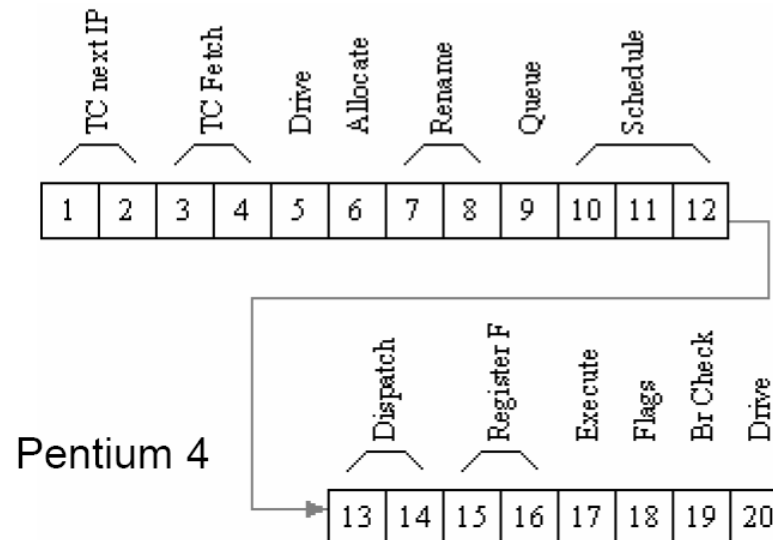 TC next IP
TC Fetch
Drive
Allocate
Rename
Queue
Schedule
1 2 3 4 5 6 7 8 9 10 11 12
Dispatch
Register F
Execute
Flags
Br Check
Drive
Pentium 4
13 14 15 16 17 18 19 20